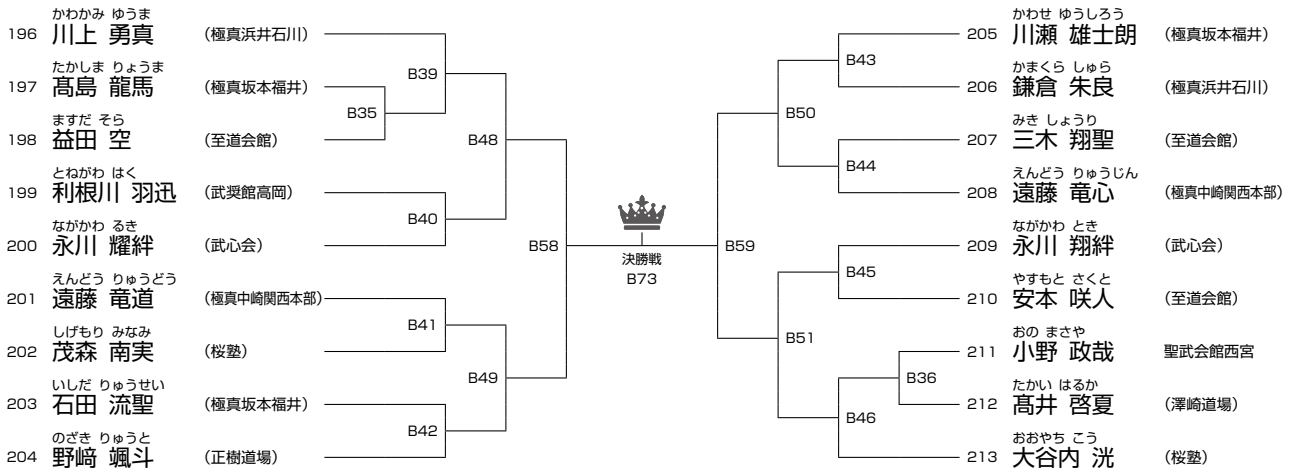 かわかみ ゆうま
196 川上 勇真 (極真浜井石川)
たかしま りょうま
197 髙島 龍馬 (極真坂本福井)
ますだ そら
198 益田 空 (至道会館)
とねがわ はく
199 利根川 羽迅 (武奨館高岡)
ながかわ るき
200 永川 耀絆 (武心会)
えんどう りゅうどう
201 遠藤 竜道 (極真中崎関西本部)
しげもり みなみ
202 茂森 南実 (桜塾)
いしだ りゅうせい
203 石田 流聖 (極真坂本福井)
のざき りゅうと
204 野﨑 颯斗 (正樹道場)
B39
B35
B48
B40
B58
B41
B49
B42
決勝戦
B73
B43
B50
B44
B59
B45
B51
B36
B46
かわせ ゆうしろう
205 川瀬 雄士朗 (極真坂本福井)
かまくら しゅら
206 鎌倉 朱良 (極真浜井石川)
みき しょうり
207 三木 翔聖 (至道会館)
えんどう りゅうじん
208 遠藤 竜心 (極真中崎関西本部)
ながかわ とき
209 永川 翔絆 (武心会)
やすもと さくと
210 安本 咲人 (至道会館)
おの まさや
211 小野 政哉 聖武会館西宮
たかい はるか
212 髙井 啓夏 (澤崎道場)
おおやち こう
213 大谷内 洸 (桜塾)